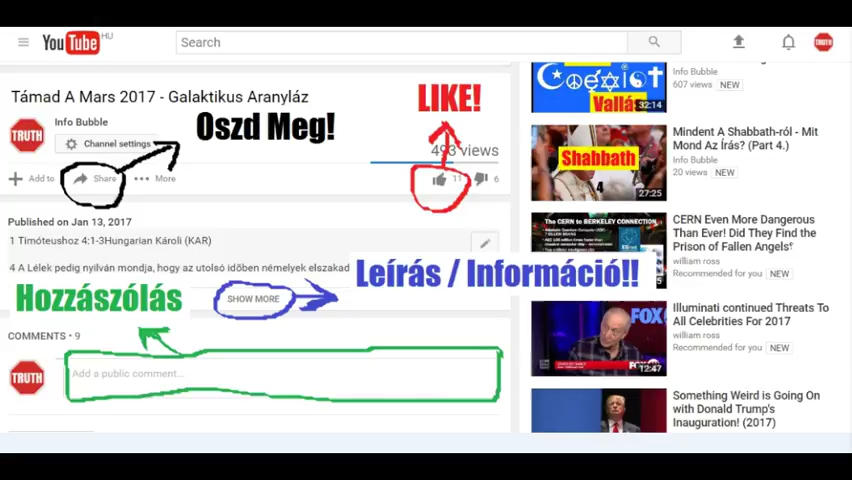 YouTube HU
Search
Támad A Mars 2017 - Galaktikus Aranyláz
LIKE!
TRUTH
Info Bubble
Channel settings
Oszd Meg!
493 views
Add to
Share
More
11
6
Published on Jan 13, 2017
1 Timóteushoz 4:1-3Hungarian Károli (KAR)
4 A Lélek pedig nyilván mondja, hogy az utolsó időben némelyek elszakad
Leírás / Információ!!
Hozzászólás
SHOW MORE
COMMENTS • 9
TRUTH
Add a public comment...
TRUTH
COEXIST
Vallás
32:14
Info Bubble
607 views NEW
Shabbath
4
27:25
Mindent A Shabbath-ról - Mit
Mond Az Írás? (Part 4.)
Info Bubble
20 views NEW
The CERN to BERKELEY CONNECTION
CERN Even More Dangerous
Than Ever! Did They Find the
Prison of Fallen Angels
william ross
Recommended for you NEW
FOX
12:47
Illuminati continued Threats To
All Celebrities For 2017
william ross
Recommended for you NEW
Something Weird is Going On
with Donald Trump's
Inauguration! (2017)